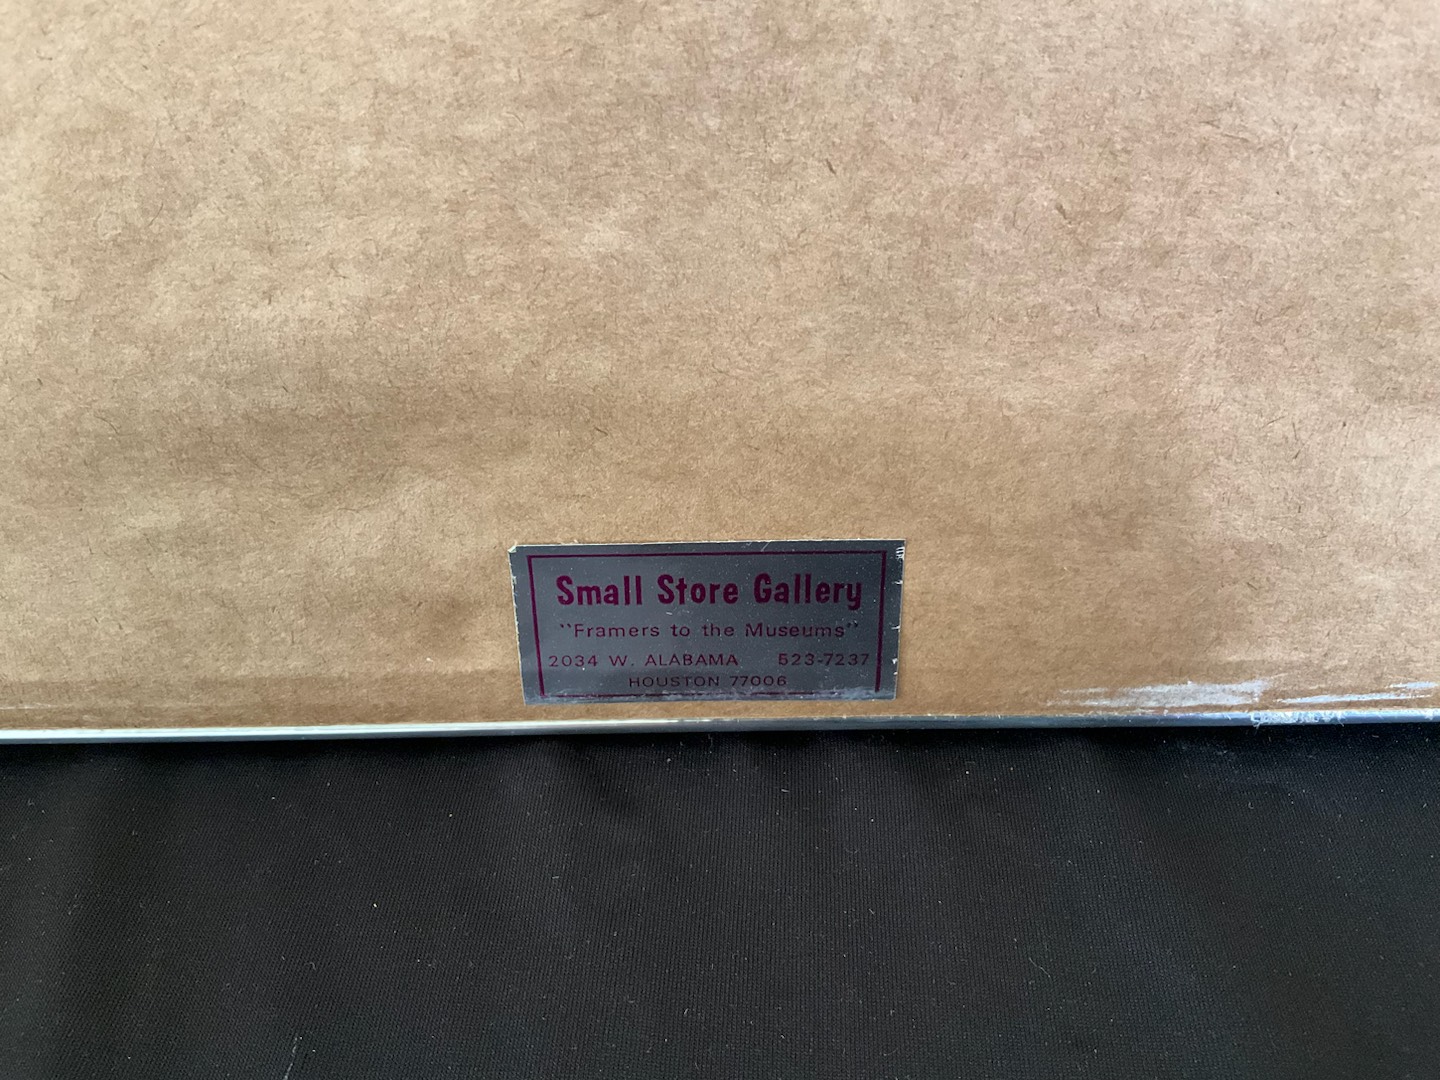 Small Store Gallery
"Framers to the Museums"
2034 W. ALABAMA 523-7237
HOUSTON 77006